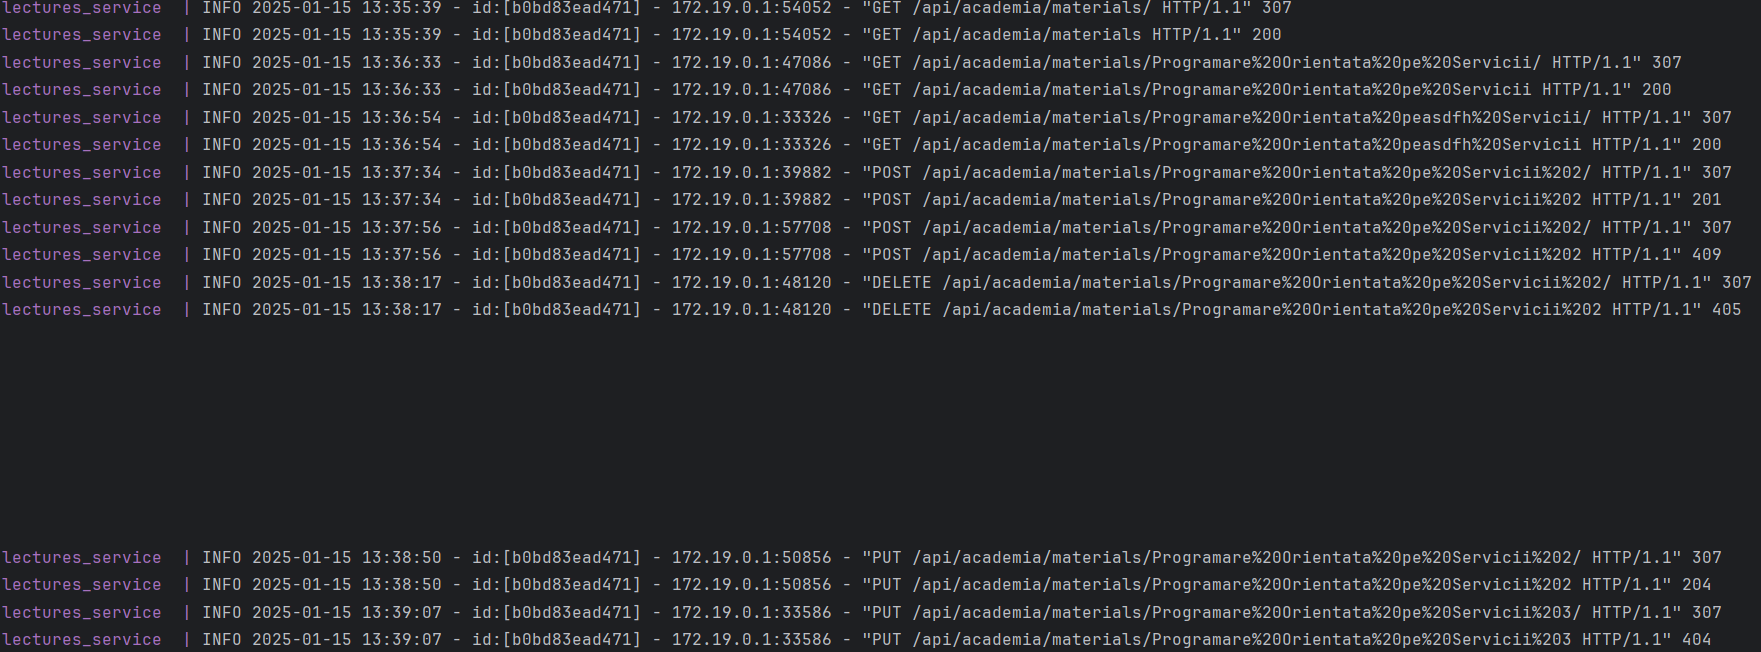 lectures_service | INFO 2025-01-15 13:35:39 - id:[b0bd83ead471] - 172.19.0.1:54052 - "GET /api/academia/materials/ HTTP/1.1" 307
lectures_service | INFO 2025-01-15 13:35:39 - id:[b0bd83ead471] - 172.19.0.1:54052 - "GET /api/academia/materials HTTP/1.1" 200
lectures_service | INFO 2025-01-15 13:36:33 - id:[b0bd83ead471] - 172.19.0.1:47086 - "GET /api/academia/materials/Programare%20Orientata%20pe%20Servicii/ HTTP/1.1" 307
lectures_service | INFO 2025-01-15 13:36:33 - id:[b0bd83ead471] - 172.19.0.1:47086 - "GET /api/academia/materials/Programare%20Orientata%20pe%20Servicii HTTP/1.1" 200
lectures_service | INFO 2025-01-15 13:36:54 - id:[b0bd83ead471] - 172.19.0.1:33326 - "GET /api/academia/materials/Programare%20Orientata%20peasdfh%20Servicii/ HTTP/1.1" 307
lectures_service | INFO 2025-01-15 13:36:54 - id:[b0bd83ead471] - 172.19.0.1:33326 - "GET /api/academia/materials/Programare%20Orientata%20peasdfh%20Servicii HTTP/1.1" 200
lectures_service | INFO 2025-01-15 13:37:34 - id:[b0bd83ead471] - 172.19.0.1:39882 - "POST /api/academia/materials/Programare%20Orientata%20pe%20Servicii%202/ HTTP/1.1" 307
lectures_service | INFO 2025-01-15 13:37:34 - id:[b0bd83ead471] - 172.19.0.1:39882 - "POST /api/academia/materials/Programare%20Orientata%20pe%20Servicii%202 HTTP/1.1" 201
lectures_service | INFO 2025-01-15 13:37:56 - id:[b0bd83ead471] - 172.19.0.1:57708 - "POST /api/academia/materials/Programare%20Orientata%20pe%20Servicii%202/ HTTP/1.1" 307
lectures_service | INFO 2025-01-15 13:37:56 - id:[b0bd83ead471] - 172.19.0.1:57708 - "POST /api/academia/materials/Programare%20Orientata%20pe%20Servicii%202 HTTP/1.1" 409
lectures_service | INFO 2025-01-15 13:38:17 - id:[b0bd83ead471] - 172.19.0.1:48120 - "DELETE /api/academia/materials/Programare%20Orientata%20pe%20Servicii%202/ HTTP/1.1" 307
lectures_service | INFO 2025-01-15 13:38:17 - id:[b0bd83ead471] - 172.19.0.1:48120 - "DELETE /api/academia/materials/Programare%20Orientata%20pe%20Servicii%202 HTTP/1.1" 405
lectures_service | INFO 2025-01-15 13:38:50 - id:[b0bd83ead471] - 172.19.0.1:50856 - "PUT /api/academia/materials/Programare%20Orientata%20pe%20Servicii%202/ HTTP/1.1" 307
lectures_service | INFO 2025-01-15 13:38:50 - id:[b0bd83ead471] - 172.19.0.1:50856 - "PUT /api/academia/materials/Programare%20Orientata%20pe%20Servicii%202 HTTP/1.1" 204
lectures_service | INFO 2025-01-15 13:39:07 - id:[b0bd83ead471] - 172.19.0.1:33586 - "PUT /api/academia/materials/Programare%20Orientata%20pe%20Servicii%203/ HTTP/1.1" 307
lectures_service | INFO 2025-01-15 13:39:07 - id:[b0bd83ead471] - 172.19.0.1:33586 - "PUT /api/academia/materials/Programare%20Orientata%20pe%20Servicii%203 HTTP/1.1" 404